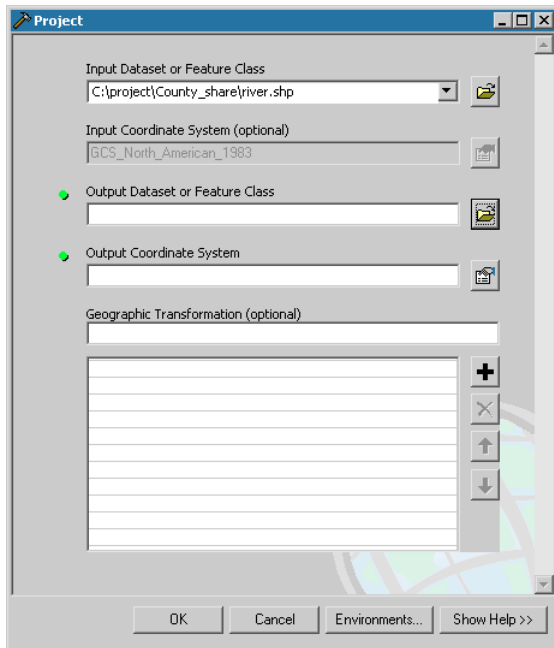 Project
Input Dataset or Feature Class
C:\project\County_share\river.shp
Input Coordinate System (optional)
GCS_North_American_1983
Output Dataset or Feature Class
Output Coordinate System
Geographic Transformation (optional)
OK
Cancel
Environments...
Show Help >>